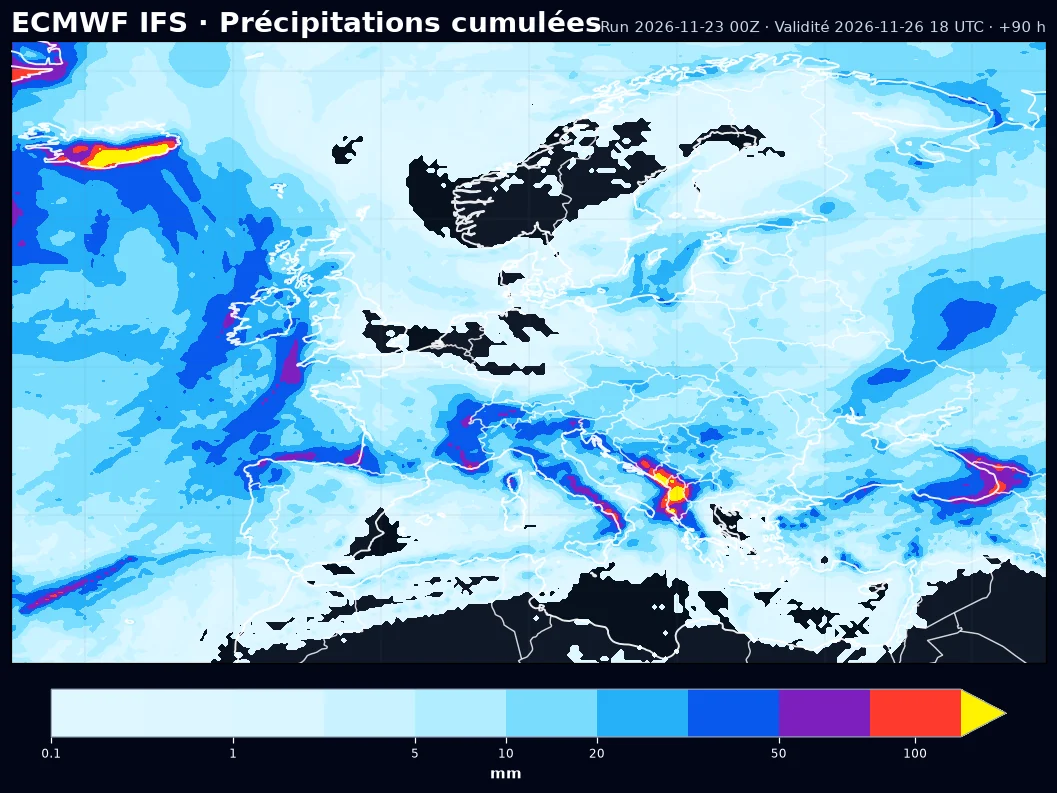 ECMWF IFS · Précipitations cumulées
Run 2026-11-23 00Z · Validité 2026-11-26 18 UTC · +90 h
0.1 1 5 10 20 50 100
mm